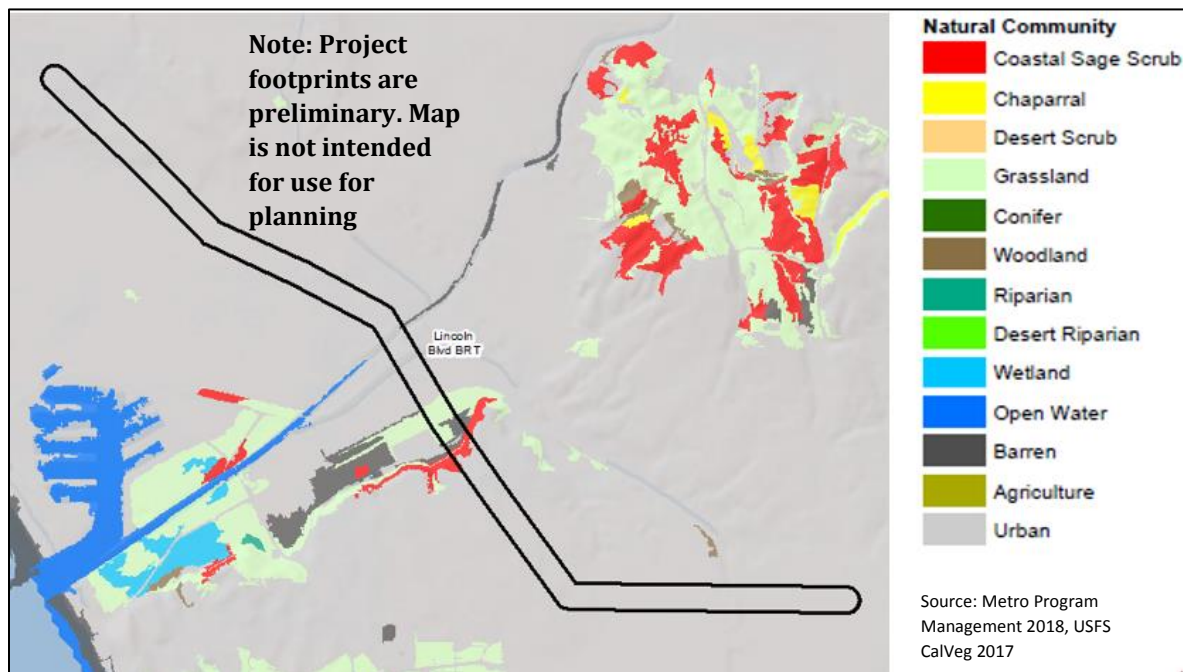 Note: Project
footprints are
preliminary. Map
is not intended
for use for
planning
Lincoln
Blvd BRT
Natural Community
Coastal Sage Scrub
Chaparral
Desert Scrub
Grassland
Conifer
Woodland
Riparian
Desert Riparian
Wetland
Open Water
Barren
Agriculture
Urban
Source: Metro Program
Management 2018, USFS
CalVeg 2017